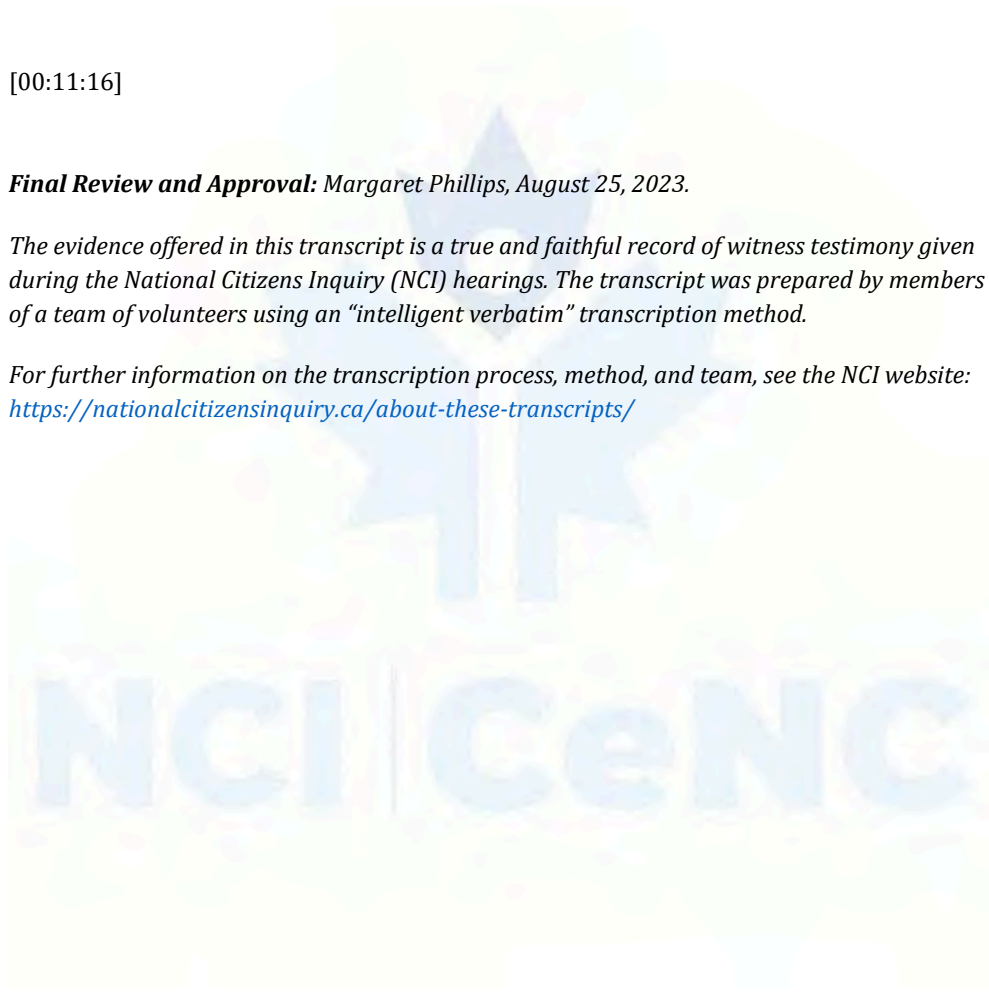 [00:11:16]
Final Review and Approval: Margaret Phillips, August 25, 2023.
The evidence offered in this transcript is a true and faithful record of witness testimony given
during the National Citizens Inquiry (NCI) hearings. The transcript was prepared by members
of a team of volunteers using an “intelligent verbatim” transcription method.
For further information on the transcription process, method, and team, see the NCI website:
https://nationalcitizensinquiry.ca/about-these-transcripts/
NCI | CeNC